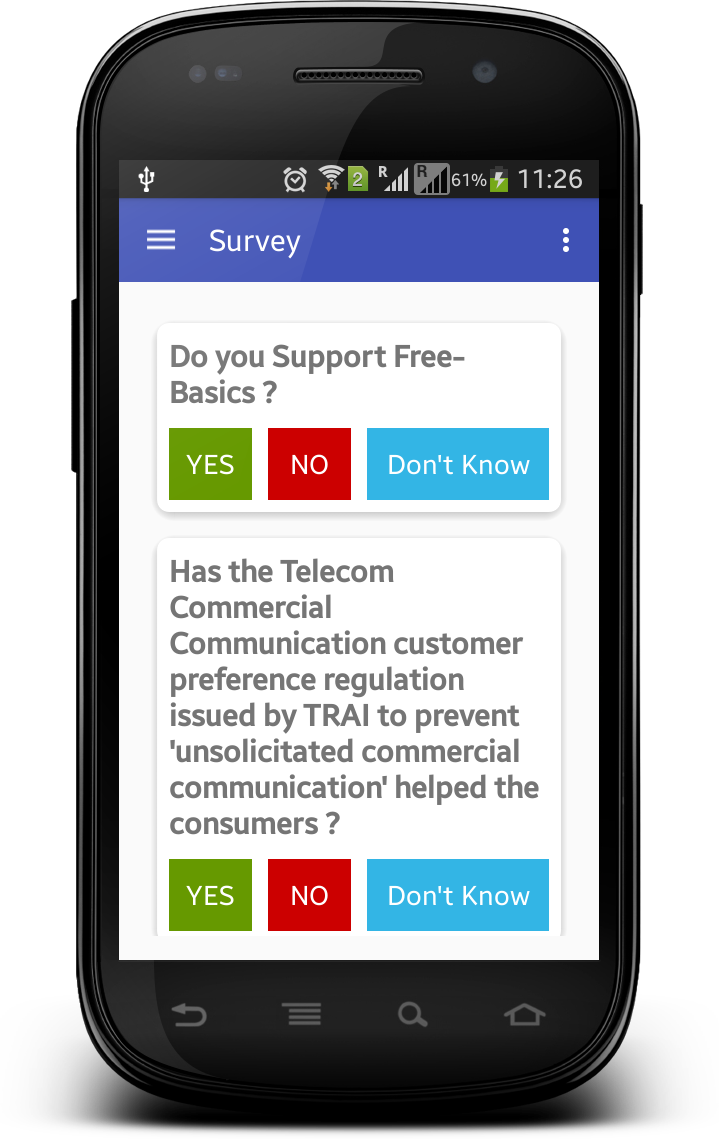 2 R R 61% 11:26
Survey
Do you Support Free-
Basics ?
YES NO Don't Know
Has the Telecom
Commercial
Communication customer
preference regulation
issued by TRAI to prevent
'unsolicitated commercial
communication' helped the
consumers ?
YES NO Don't Know